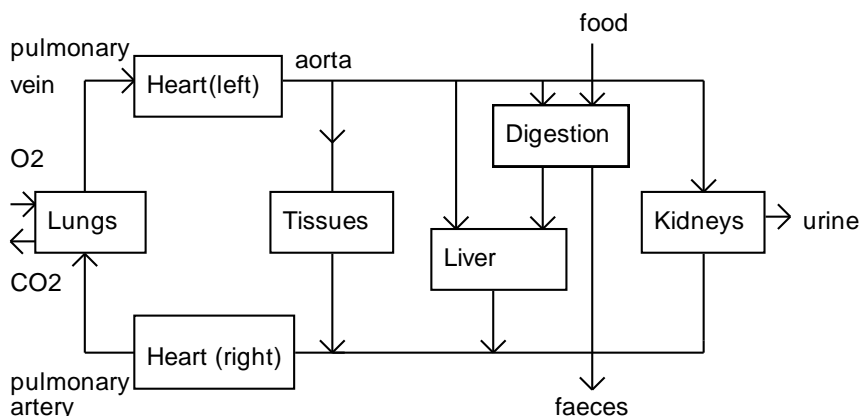 food
pulmonary
vein
Heart(left)
aorta
Digestion
O2
Lungs
Tissues
Liver
Kidneys
urine
CO2
Heart (right)
pulmonary
artery
faeces